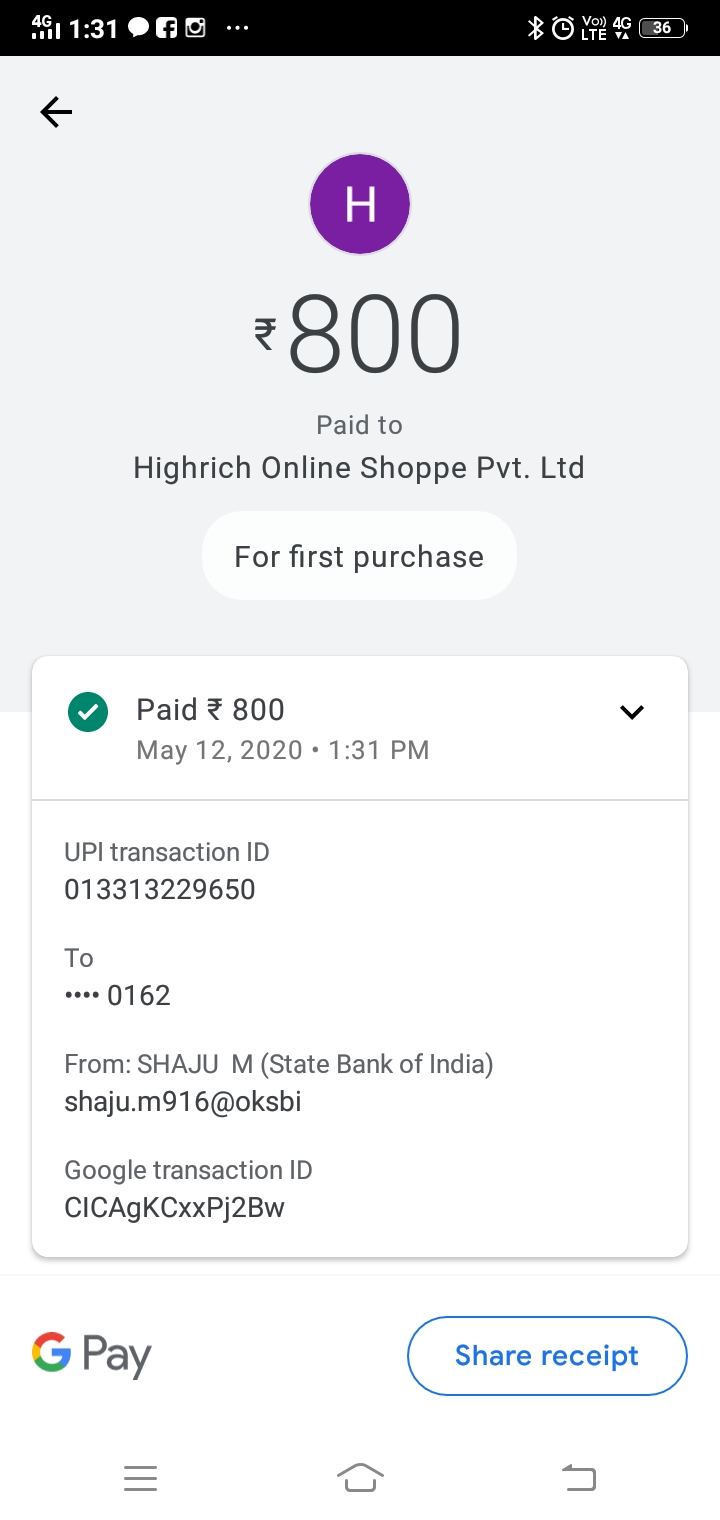 4G 1:31 ... Vo)) LTE 4G 36
H
₹800
Paid to
Highrich Online Shoppe Pvt. Ltd
For first purchase
Paid ₹ 800
May 12, 2020 • 1:31 PM
UPI transaction ID
013313229650
To
•••• 0162
From: SHAJU  M (State Bank of India)
shaju.m916@oksbi
Google transaction ID
CICAgKCxxPj2Bw
G Pay
Share receipt